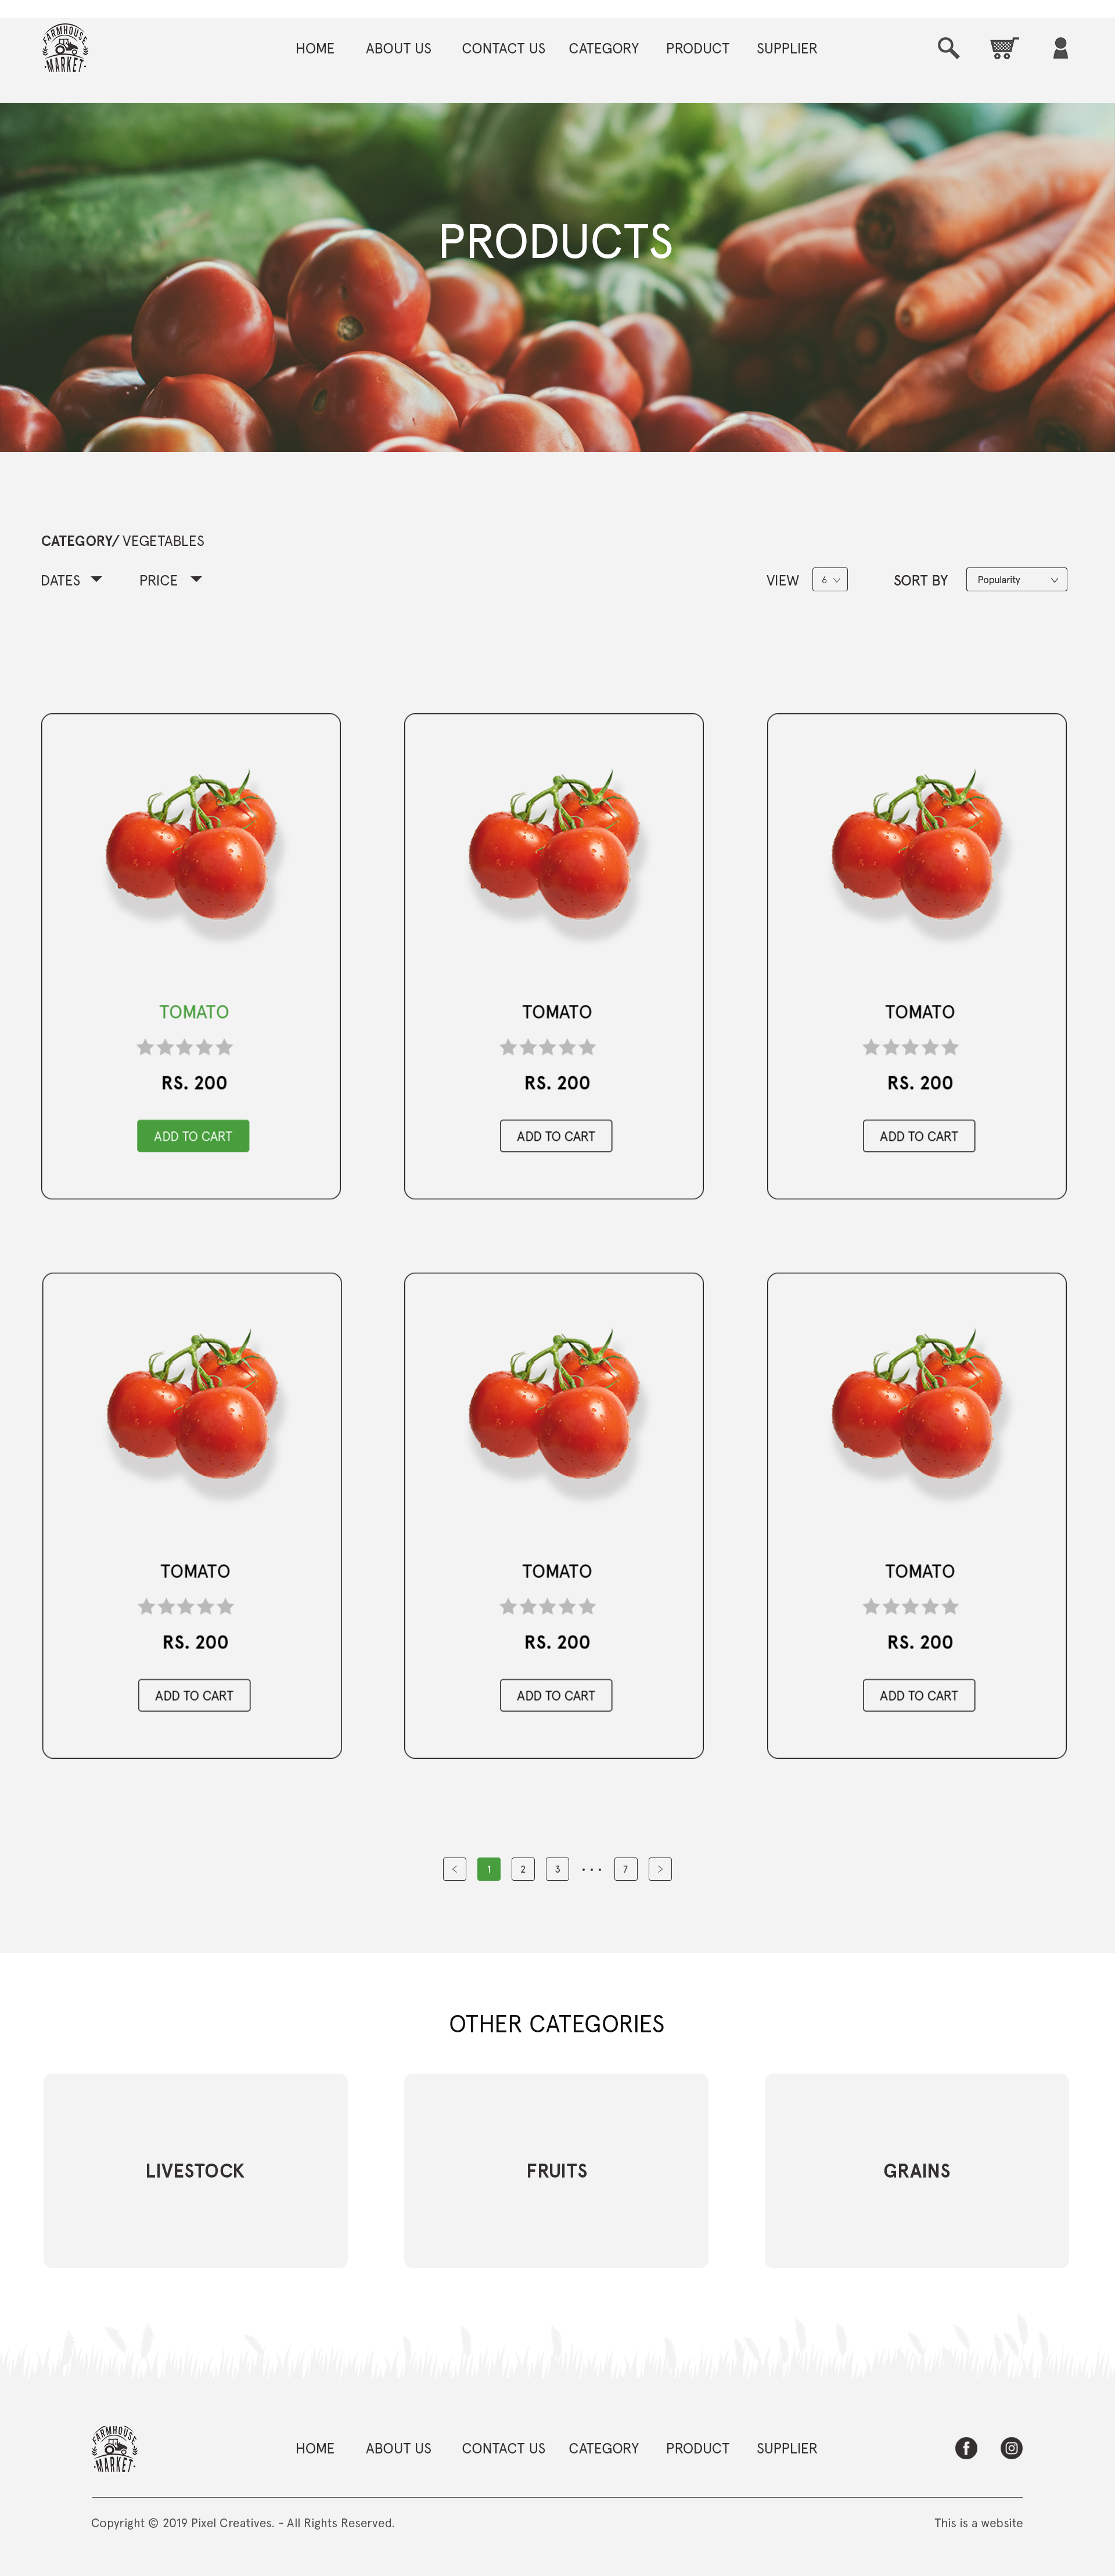 FARMHOUSE
MARKET
HOME ABOUT US CONTACT US CATEGORY PRODUCT SUPPLIER
PRODUCTS
CATEGORY/ VEGETABLES
DATES PRICE VIEW 6 SORT BY Popularity
TOMATO TOMATO TOMATO
RS. 200 RS. 200 RS. 200
ADD TO CART ADD TO CART ADD TO CART
TOMATO TOMATO TOMATO
RS. 200 RS. 200 RS. 200
ADD TO CART ADD TO CART ADD TO CART
< 1 2 3 ... 7 >
OTHER CATEGORIES
LIVESTOCK FRUITS GRAINS
FARMHOUSE
MARKET
HOME ABOUT US CONTACT US CATEGORY PRODUCT SUPPLIER
Copyright © 2019 Pixel Creatives. - All Rights Reserved. This is a website